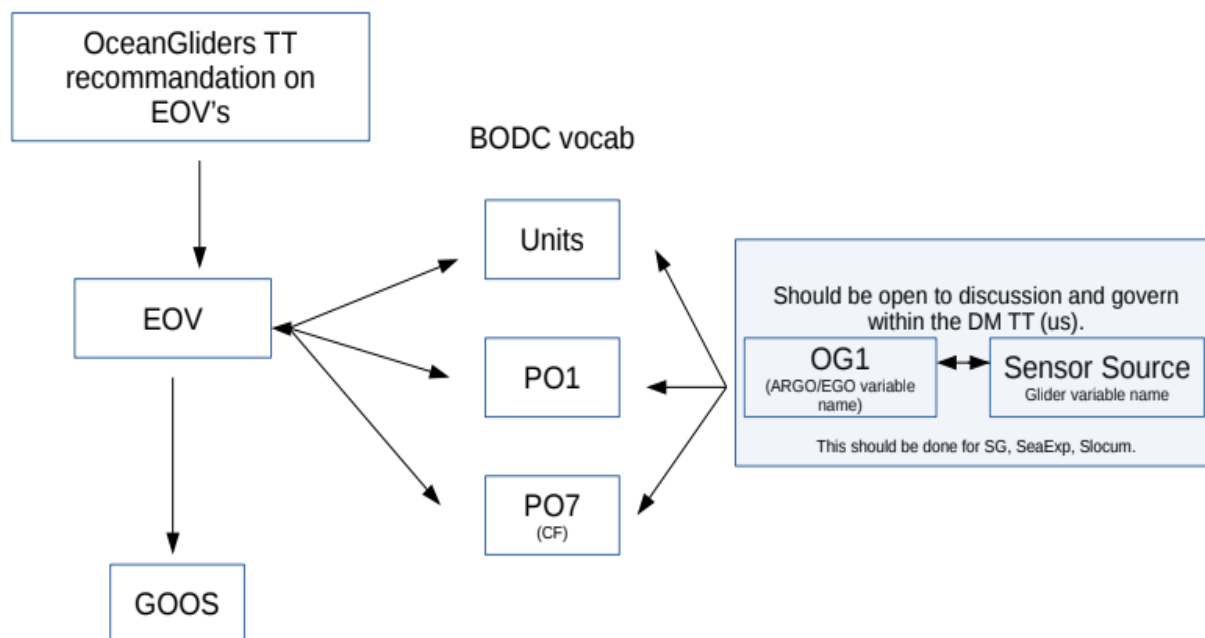 OceanGliders TT
recommandation on
EOV's
BODC vocab
Units
EOV
PO1
PO7
(CF)
GOOS
Should be open to discussion and govern
within the DM TT (us).
OG1
(ARGO/EGO variable
name)
Sensor Source
Glider variable name
This should be done for SG, SeaExp, Slocum.